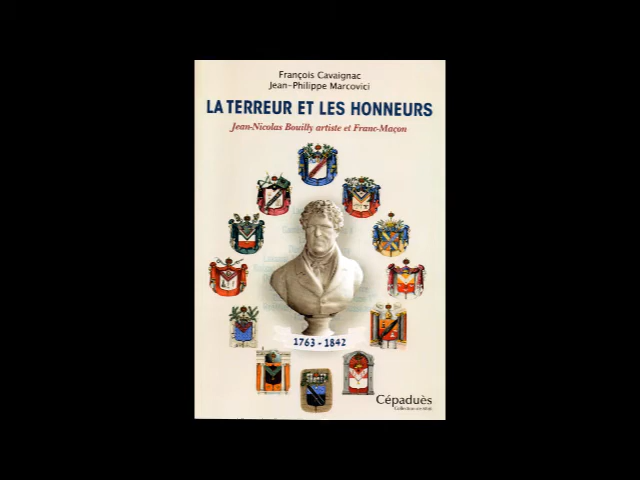 François Cavaignac
Jean-Philippe Marcovici
LA TERREUR ET LES HONNEURS
Jean-Nicolas Bouilly artiste et Franc-Maçon
1763 - 1842
Cépaduès